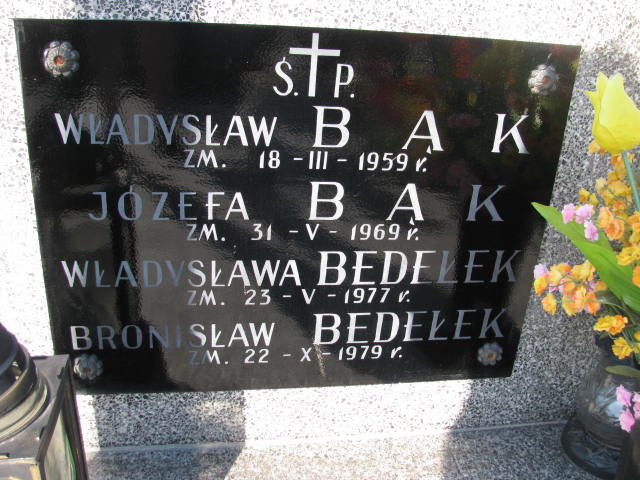 Ś. P.
WŁADYSŁAW BĄK
ZM. 18-III-1959 r.
JÓZEFA BĄK
ZM. 31-V-1969 r.
WŁADYSŁAWA BEDEŁEK
ZM. 23-V-1977 r.
BRONISŁAW BEDEŁEK
ZM. 22-X-1979 r.